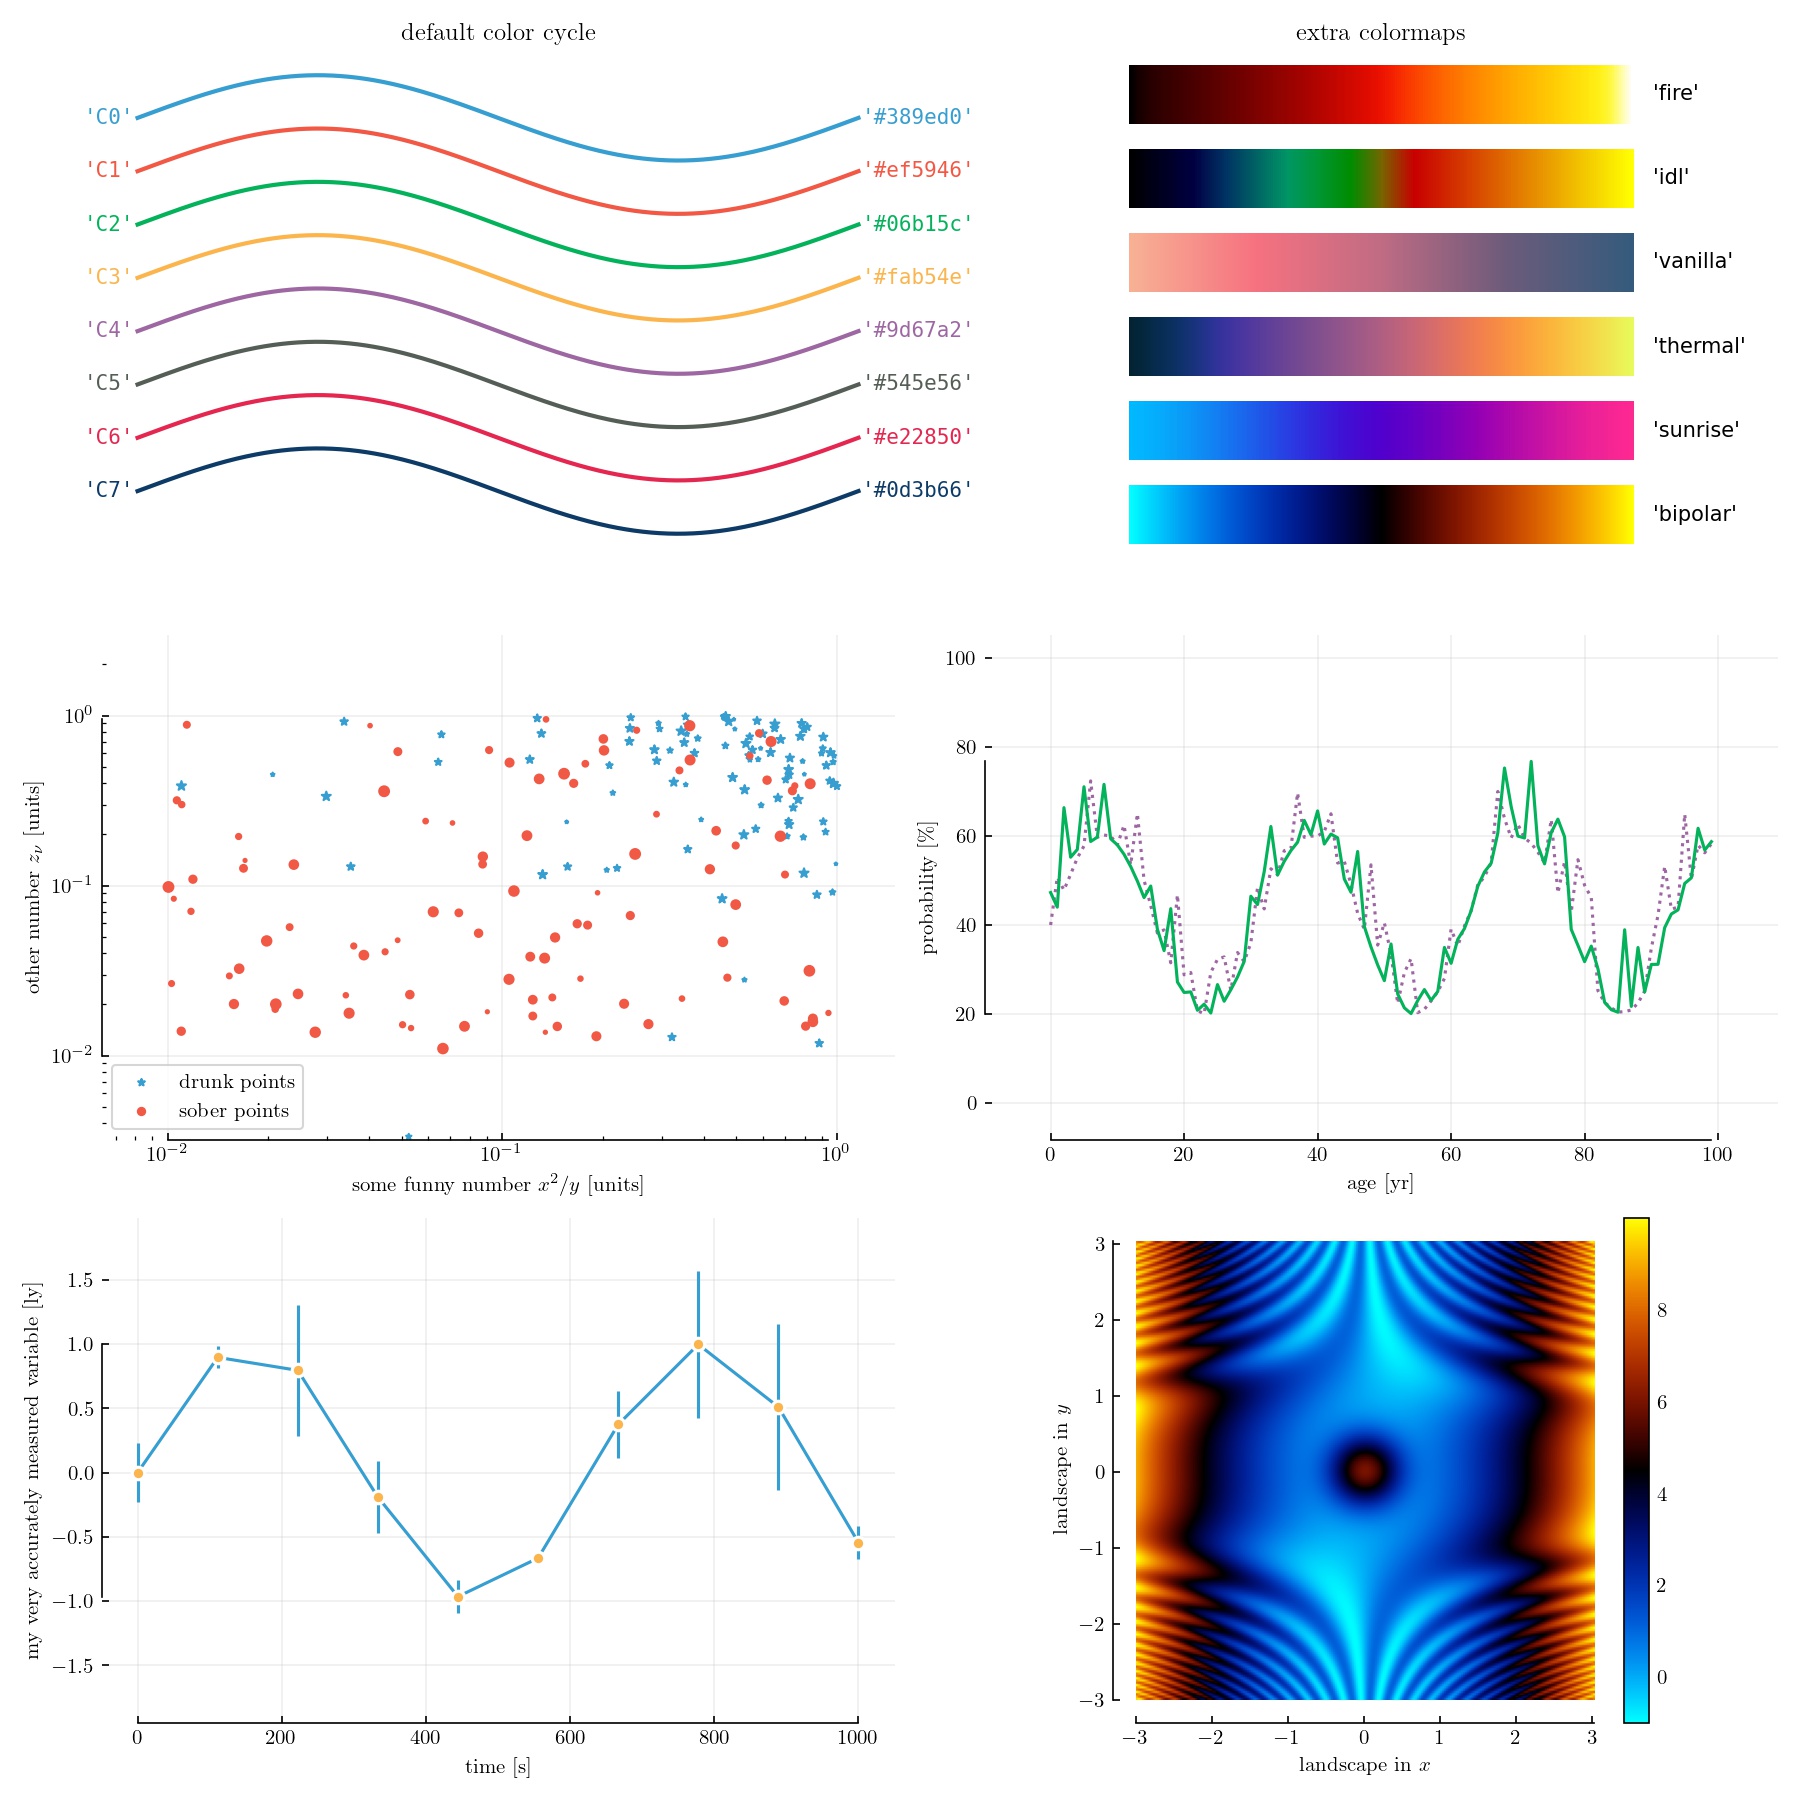 default color cycle
'C0' '#389ed0'
'C1' '#ef5946'
'C2' '#06b15c'
'C3' '#fab54e'
'C4' '#9d67a2'
'C5' '#545e56'
'C6' '#e22850'
'C7' '#0d3b66'
extra colormaps
'fire'
'idl'
'vanilla'
'thermal'
'sunrise'
'bipolar'
other number z_ν [units]
10⁰
10⁻¹
10⁻²
drunk points
sober points
10⁻² 10⁻¹ 10⁰
some funny number x²/y [units]
probability [%]
100
80
60
40
20
0
0 20 40 60 80 100
age [yr]
my very accurately measured variable [ly]
1.5
1.0
0.5
0.0
−0.5
−1.0
−1.5
0 200 400 600 800 1000
time [s]
landscape in y
3
2
1
0
−1
−2
−3
−3 −2 −1 0 1 2 3
landscape in x
8
6
4
2
0